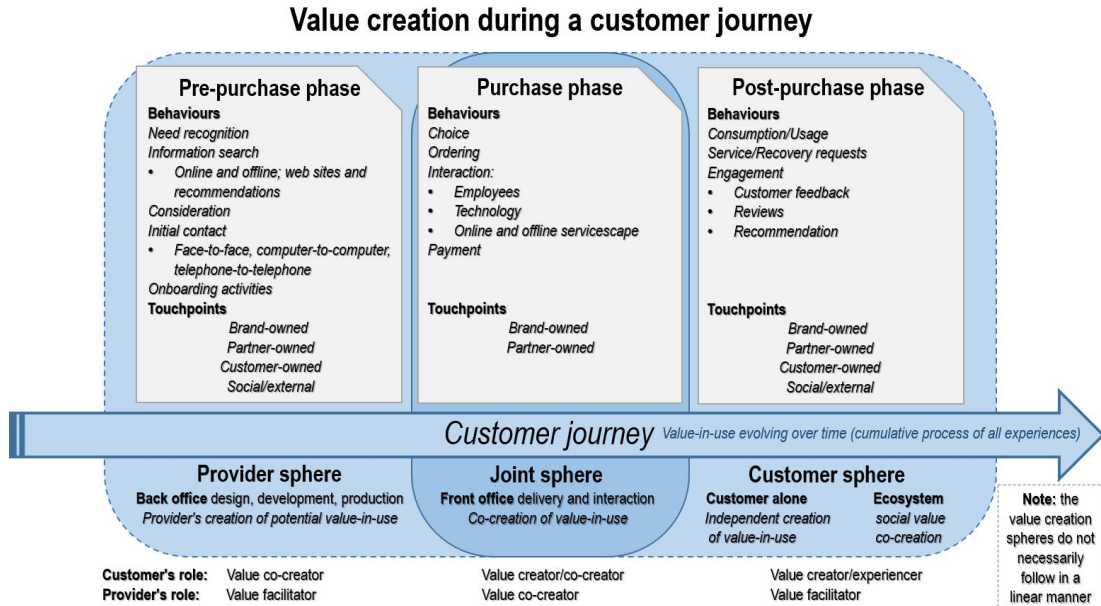 Value creation during a customer journey
Pre-purchase phase
Behaviours
Need recognition
Information search
• Online and offline; web sites and
recommendations
Consideration
Initial contact
• Face-to-face, computer-to-computer,
telephone-to-telephone
Onboarding activities
Touchpoints
Brand-owned
Partner-owned
Customer-owned
Social/external
Purchase phase
Behaviours
Choice
Ordering
Interaction:
• Employees
• Technology
• Online and offline servicescape
Payment
Touchpoints
Brand-owned
Partner-owned
Post-purchase phase
Behaviours
Consumption/Usage
Service/Recovery requests
Engagement
• Customer feedback
• Reviews
• Recommendation
Touchpoints
Brand-owned
Partner-owned
Customer-owned
Social/external
Customer journey Value-in-use evolving over time (cumulative process of all experiences)
Provider sphere
Back office design, development, production
Provider's creation of potential value-in-use
Joint sphere
Front office delivery and interaction
Co-creation of value-in-use
Customer sphere
Customer alone
Independent creation
of value-in-use
Ecosystem
social value
co-creation
Note: the
value creation
spheres do not
necessarily
follow in a
linear manner
Customer's role: Value co-creator Value creator/co-creator Value creator/experiencer
Provider's role: Value facilitator Value co-creator Value facilitator